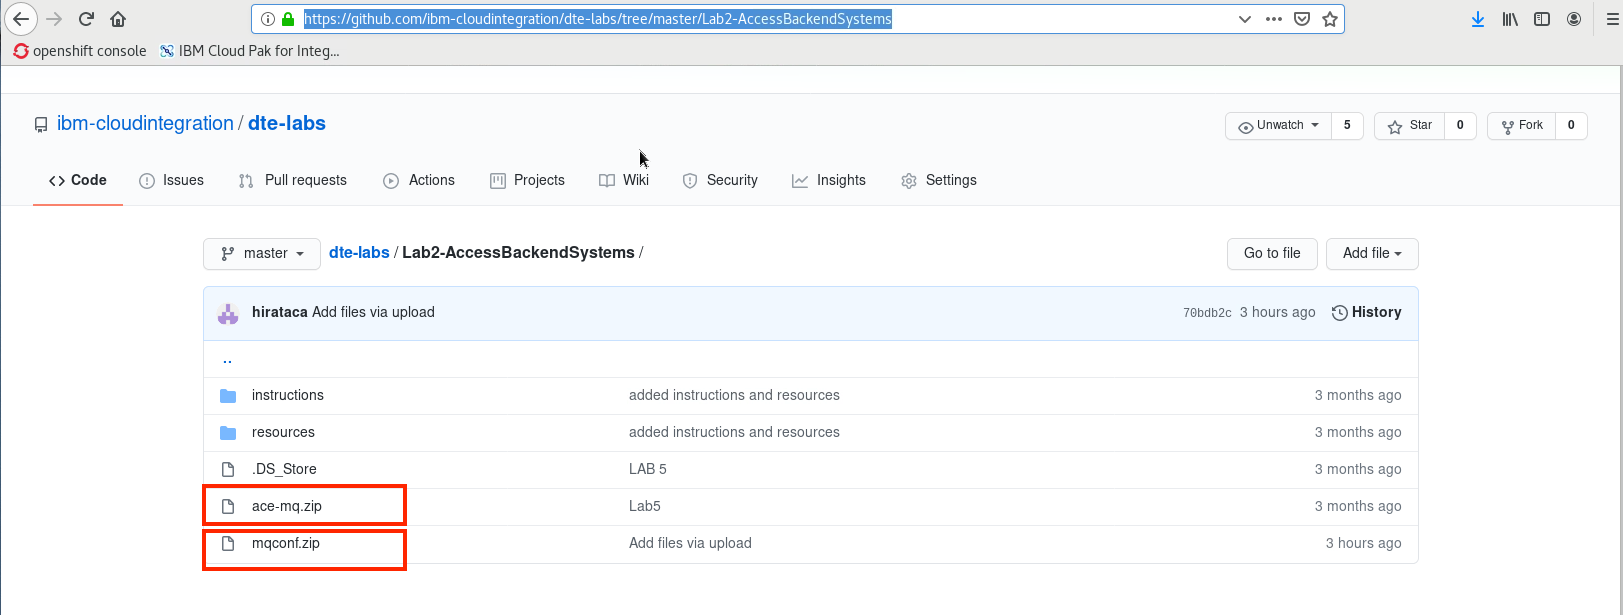 https://github.com/ibm-cloudintegration/dte-labs/tree/master/Lab2-AccessBackendSystems
openshift console IBM Cloud Pak for Integ...
ibm-cloudintegration / dte-labs
Unwatch 5 Star 0 Fork 0
Code Issues Pull requests Actions Projects Wiki Security Insights Settings
master dte-labs / Lab2-AccessBackendSystems / Go to file Add file
hirataca Add files via upload 70bdb2c 3 hours ago History
..
instructions added instructions and resources 3 months ago
resources added instructions and resources 3 months ago
.DS_Store LAB 5 3 months ago
ace-mq.zip Lab5 3 months ago
mqconf.zip Add files via upload 3 hours ago